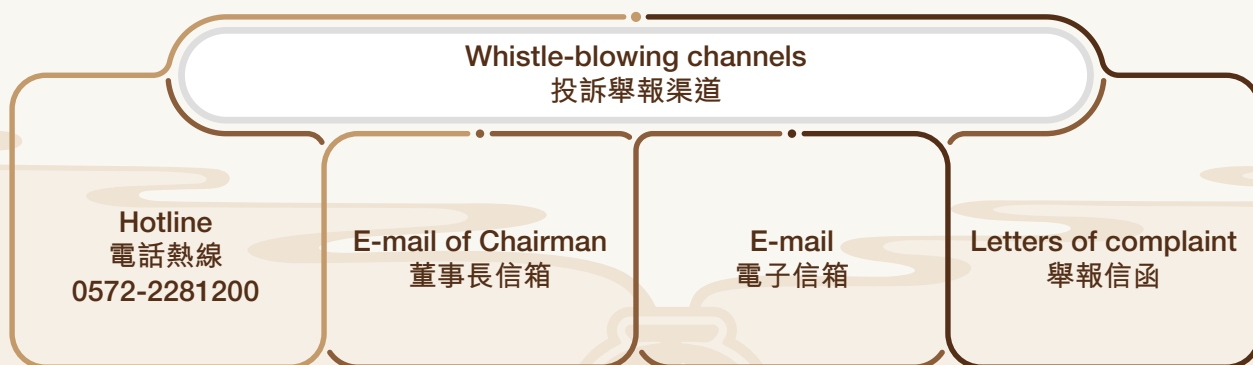 Whistle-blowing channels
投訴舉報渠道
Hotline
電話熱線
0572-2281200
E-mail of Chairman
董事長信箱
E-mail
電子信箱
Letters of complaint
舉報信函